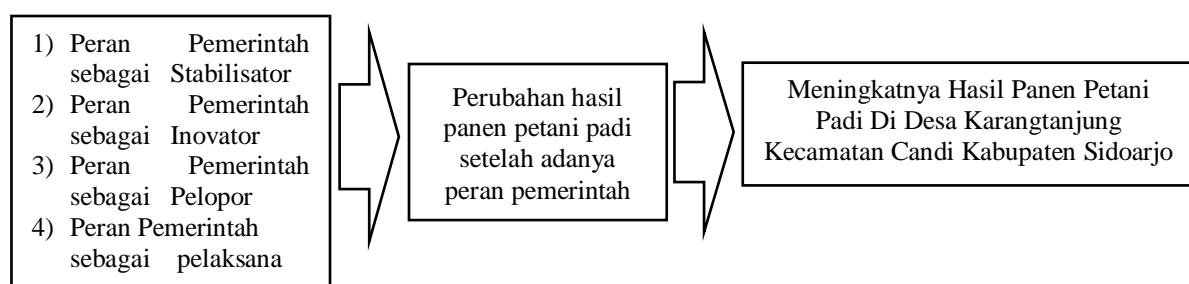 1) Peran Pemerintah
sebagai Stabilisator
2) Peran Pemerintah
sebagai Inovator
3) Peran Pemerintah
sebagai Pelopor
4) Peran Pemerintah
sebagai pelaksana
Perubahan hasil
panen petani padi
setelah adanya
peran pemerintah
Meningkatnya Hasil Panen Petani
Padi Di Desa Karangtanjung
Kecamatan Candi Kabupaten Sidoarjo